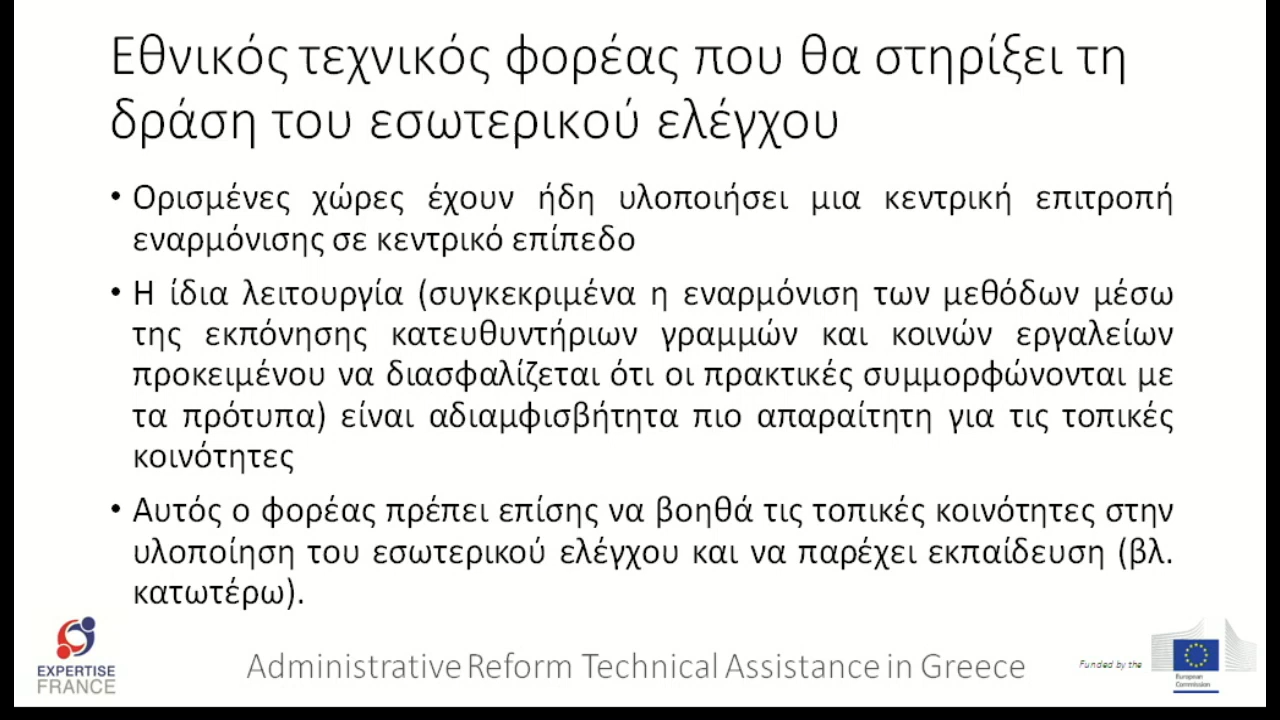 Εθνικός τεχνικός φορέας που θα στηρίξει τη
δράση του εσωτερικού ελέγχου
• Ορισμένες χώρες έχουν ήδη υλοποιήσει μια κεντρική επιτροπή
εναρμόνισης σε κεντρικό επίπεδο
• Η ίδια λειτουργία (συγκεκριμένα η εναρμόνιση των μεθόδων μέσω
της εκπόνησης κατευθυντήριων γραμμών και κοινών εργαλείων
προκειμένου να διασφαλίζεται ότι οι πρακτικές συμμορφώνονται με
τα πρότυπα) είναι αδιαμφισβήτητα πιο απαραίτητη για τις τοπικές
κοινότητες
• Αυτός ο φορέας πρέπει επίσης να βοηθά τις τοπικές κοινότητες στην
υλοποίηση του εσωτερικού ελέγχου και να παρέχει εκπαίδευση (βλ.
κατωτέρω).
EXPERTISE
FRANCE
Administrative Reform Technical Assistance in Greece
Funded by the
European
Commission